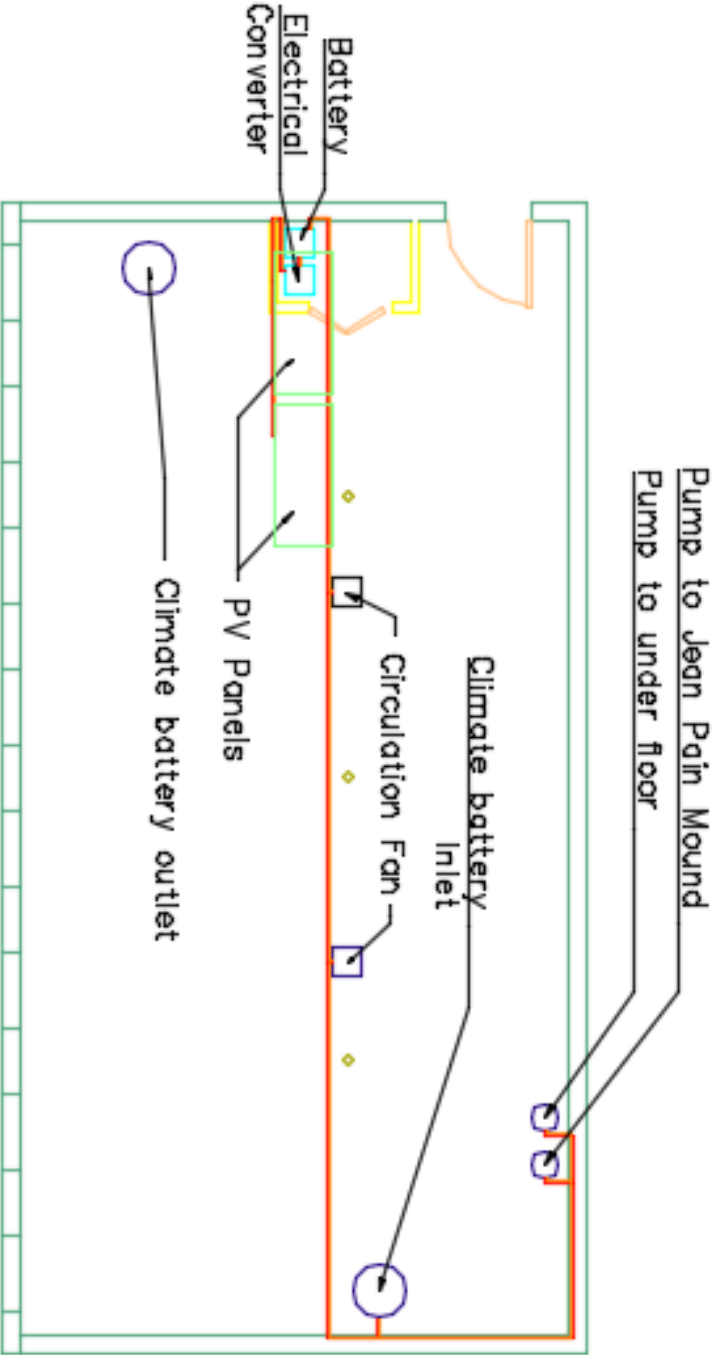 Pump to Jean Pain Mound
Pump to under floor
Climate battery
Inlet
Circulation Fan
Battery
Electrical
Converter
PV Panels
Climate battery outlet